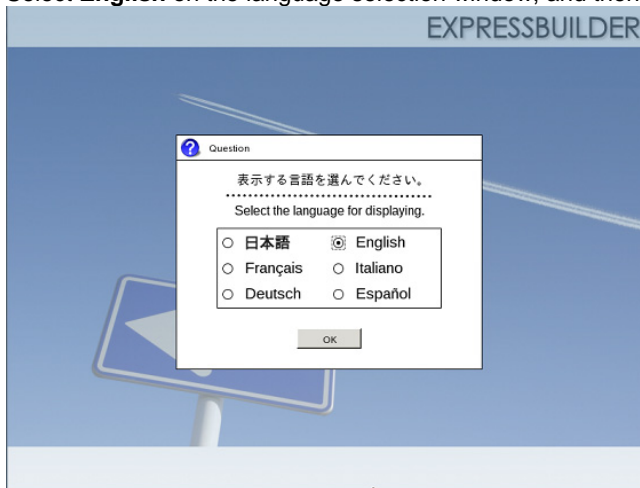 Select English on the language selection window, and then
EXPRESSBUILDER
? Question
表示する言語を選んでください。
Select the language for displaying.
日本語 English
Français Italiano
Deutsch Español
OK